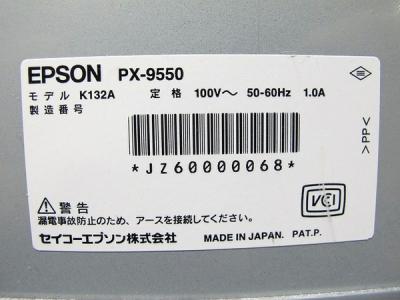 EPSON PX-9550
モデル K132A 定格 100V～ 50-60Hz 1.0A
製造番号
*JZ60000068*
>PP<
警告
漏電事故防止のため、アースを接続してください。
VCI
セイコーエプソン株式会社 MADE IN JAPAN. PAT.P.